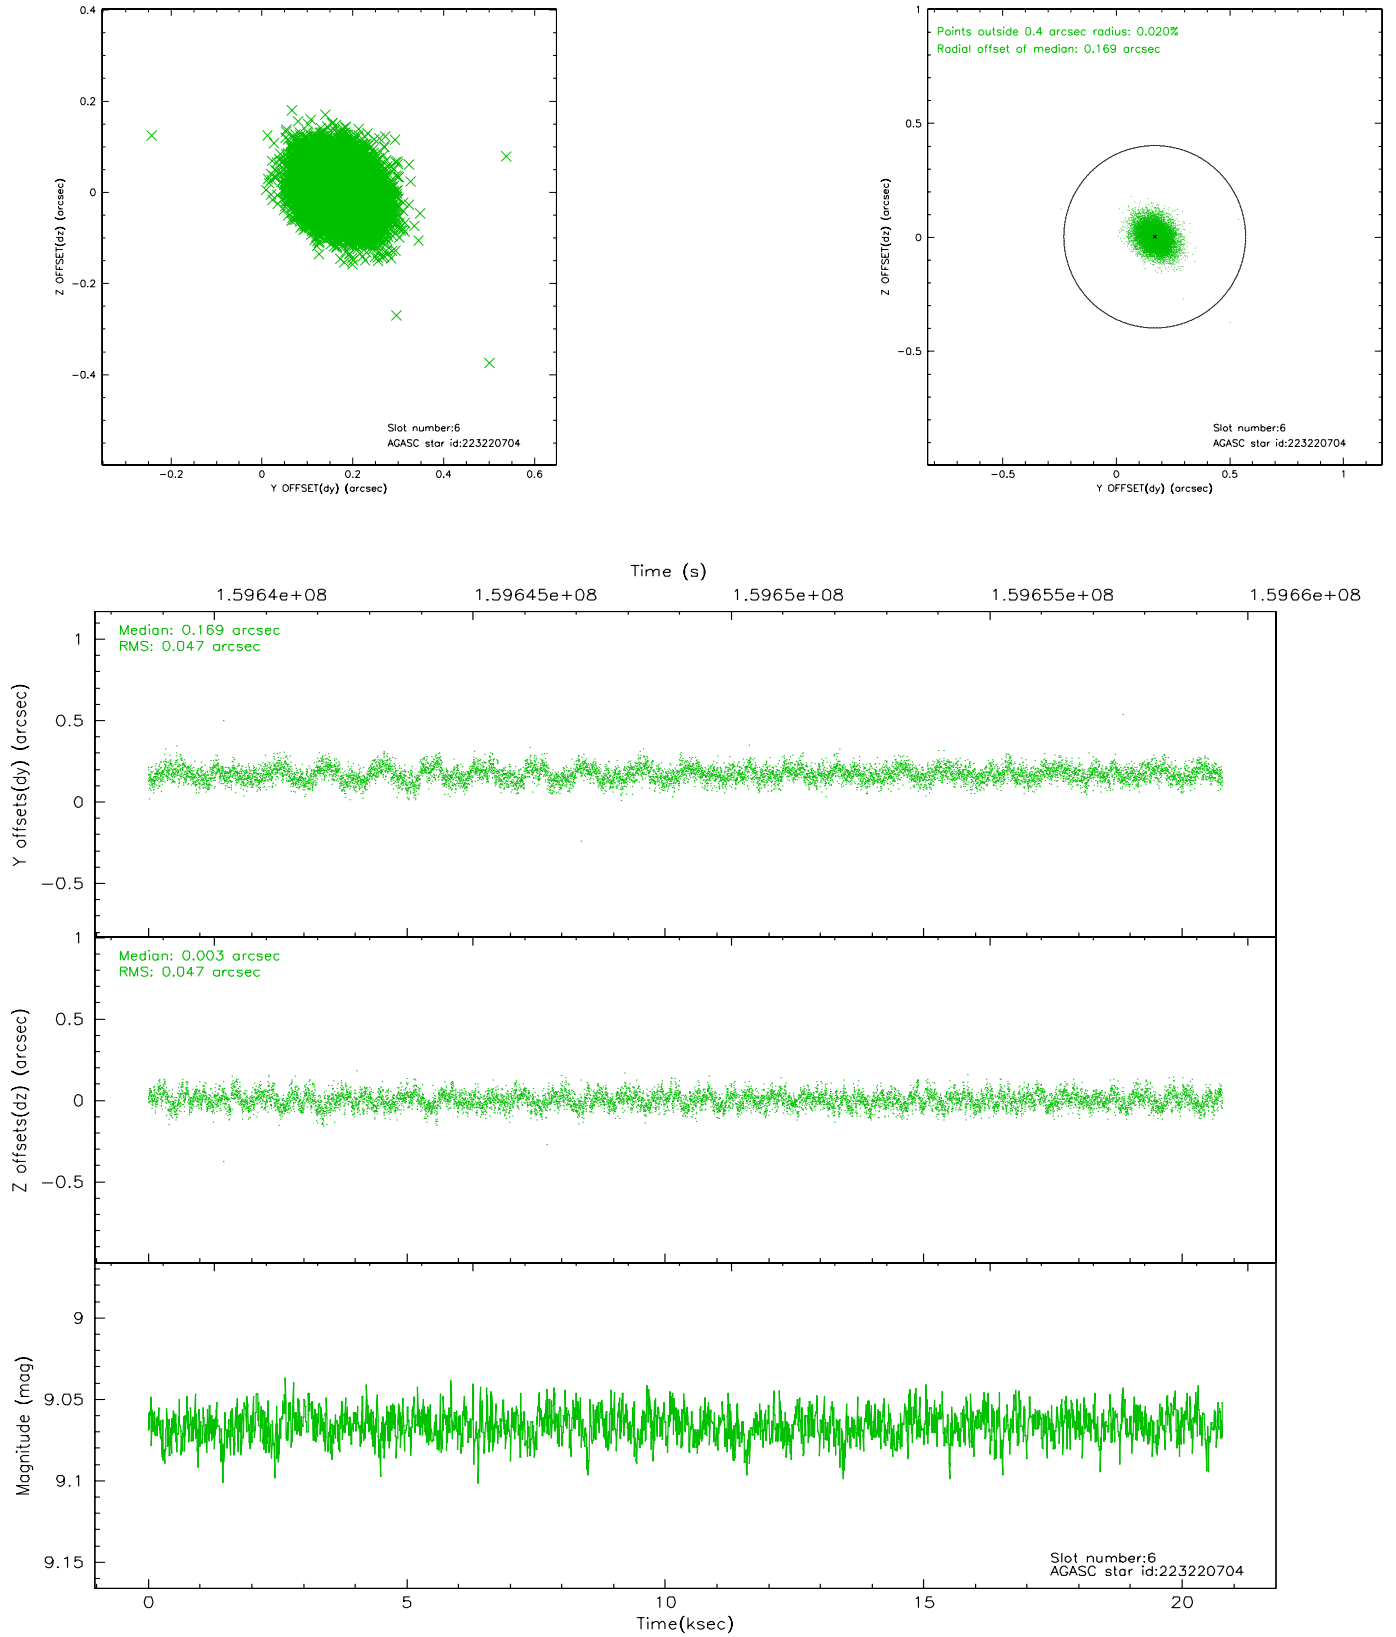 0.4
0.2
0
−0.2
−0.4
Z OFFSET(dz) (arcsec)
Slot number:6
AGASC star id:223220704
−0.2 0 0.2 0.4 0.6
Y OFFSET(dy) (arcsec)
1
0.5
0
−0.5
Z OFFSET(dz) (arcsec)
Points outside 0.4 arcsec radius: 0.020%
Radial offset of median: 0.169 arcsec
Slot number:6
AGASC star id:223220704
−0.5 0 0.5 1
Y OFFSET(dy) (arcsec)
Time (s)
1.5964e+08 1.59645e+08 1.5965e+08 1.59655e+08 1.5966e+08
Median: 0.169 arcsec
RMS: 0.047 arcsec
1
0.5
0
−0.5
Y offsets(dy) (arcsec)
Median: 0.003 arcsec
RMS: 0.047 arcsec
1
0.5
0
−0.5
Z offsets(dz) (arcsec)
9
9.05
9.1
9.15
Magnitude (mag)
Slot number:6
AGASC star id:223220704
0 5 10 15 20
Time(ksec)